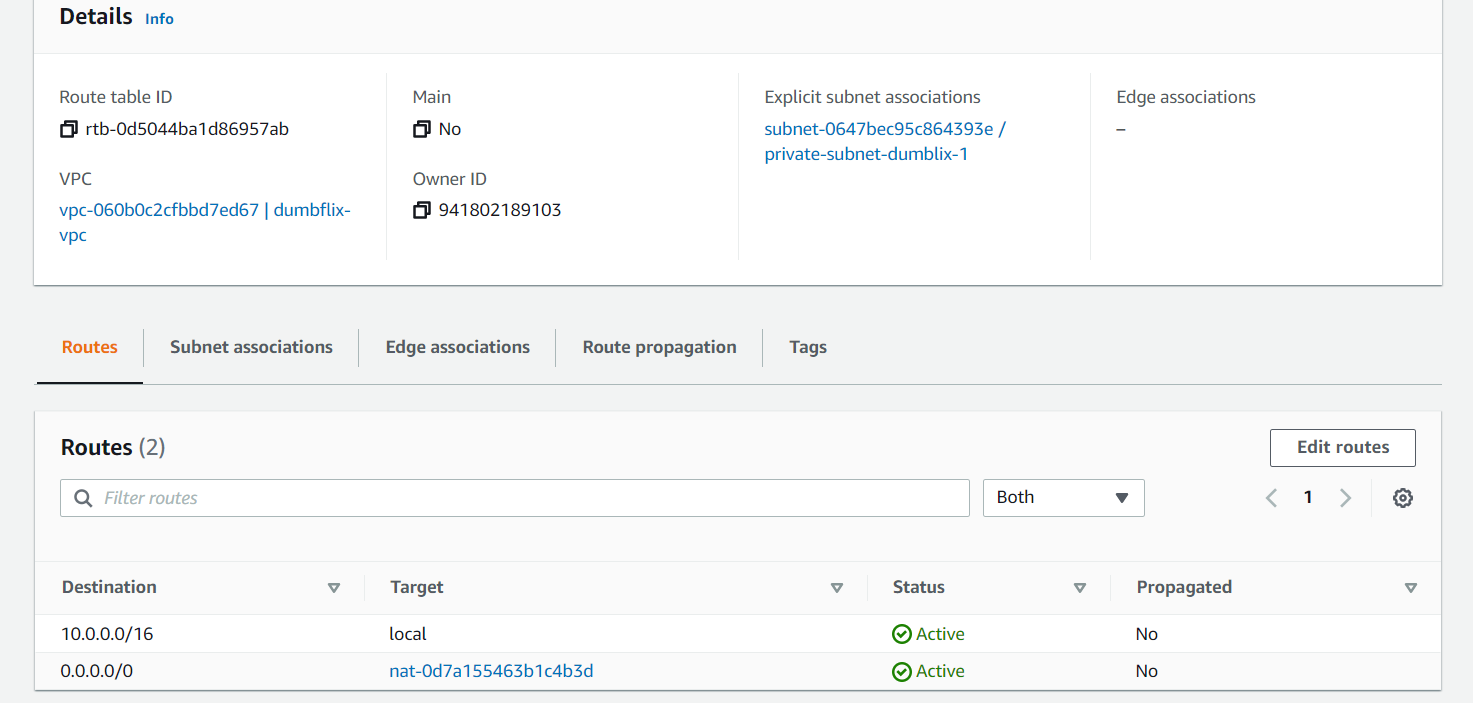 Details Info
Route table ID
rtb-0d5044ba1d86957ab
Main
No
Explicit subnet associations
subnet-0647bec95c864393e /
private-subnet-dumblix-1
Edge associations
–
VPC
vpc-060b0c2cfbbd7ed67 | dumbflix-
vpc
Owner ID
941802189103
Routes Subnet associations Edge associations Route propagation Tags
Routes (2) Edit routes
Filter routes Both 1
Destination Target Status Propagated
10.0.0.0/16 local Active No
0.0.0.0/0 nat-0d7a155463b1c4b3d Active No